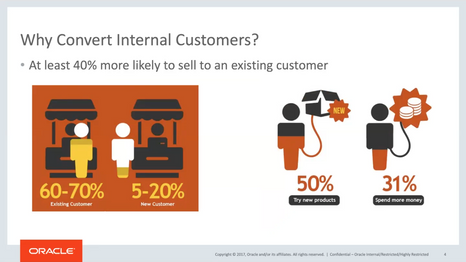 Why Convert Internal Customers?
• At least 40% more likely to sell to an existing customer
60-70%
Existing Customer
5-20%
New Customer
NEW
50%
Try new products
31%
Spend more money
ORACLE
Copyright © 2017, Oracle and/or its affiliates. All rights reserved. | Confidential – Oracle Internal/Restricted/Highly Restricted